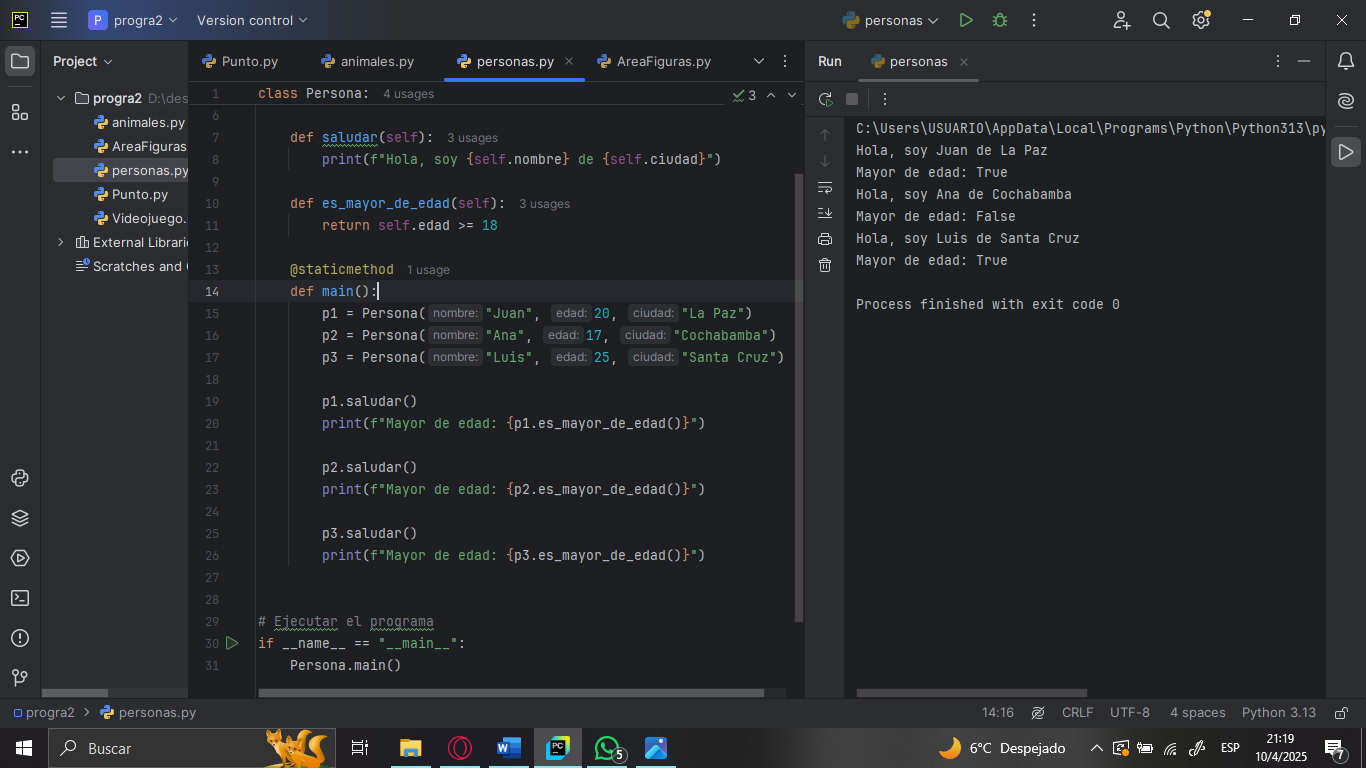 PC
P progra2
Version control
personas
Project
Punto.py
animales.py
personas.py
AreaFiguras.py
Run
personas
progra2 D:\des
animales.py
AreaFiguras
personas.py
Punto.py
Videojuego.
External Librari
Scratches and
3
1 class Persona: 4 usages
6
7 def saludar(self): 3 usages
8 print(f"Hola, soy {self.nombre} de {self.ciudad}")
9
10 def es_mayor_de_edad(self): 3 usages
11 return self.edad >= 18
12
13 @staticmethod 1 usage
14 def main():
15 p1 = Persona( nombre: "Juan", edad: 20, ciudad: "La Paz")
16 p2 = Persona( nombre: "Ana", edad: 17, ciudad: "Cochabamba")
17 p3 = Persona( nombre: "Luis", edad: 25, ciudad: "Santa Cruz")
18
19 p1.saludar()
20 print(f"Mayor de edad: {p1.es_mayor_de_edad()}")
21
22 p2.saludar()
23 print(f"Mayor de edad: {p2.es_mayor_de_edad()}")
24
25 p3.saludar()
26 print(f"Mayor de edad: {p3.es_mayor_de_edad()}")
27
28
29 # Ejecutar el programa
30 if __name__ == "__main__":
31 Persona.main()
C:\Users\USUARIO\AppData\Local\Programs\Python\Python313\py
Hola, soy Juan de La Paz
Mayor de edad: True
Hola, soy Ana de Cochabamba
Mayor de edad: False
Hola, soy Luis de Santa Cruz
Mayor de edad: True
Process finished with exit code 0
progra2 > personas.py
14:16 CRLF UTF-8 4 spaces Python 3.13
Buscar
W
PC
5
6°C Despejado
ESP
21:19
10/4/2025
7